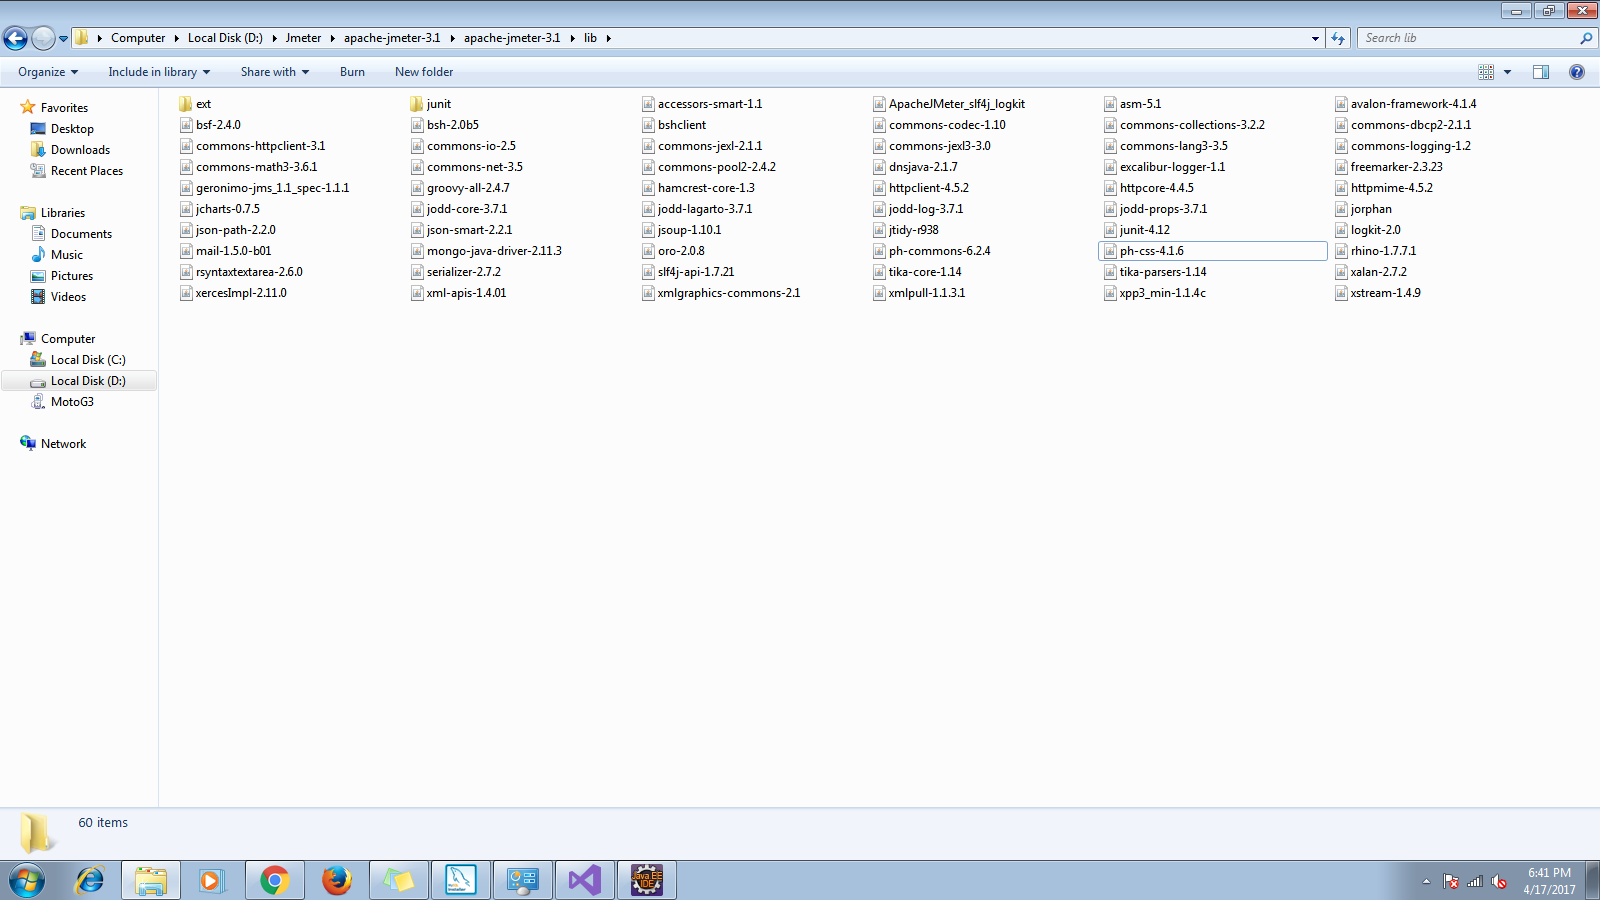 Computer Local Disk (D:) Jmeter apache-jmeter-3.1 apache-jmeter-3.1 lib Search lib
Organize Include in library Share with Burn New folder
Favorites
Desktop
Downloads
Recent Places
Libraries
Documents
Music
Pictures
Videos
Computer
Local Disk (C:)
Local Disk (D:)
MotoG3
Network
ext junit accessors-smart-1.1 ApacheJMeter_slf4j_logkit asm-5.1 avalon-framework-4.1.4
bsf-2.4.0 bsh-2.0b5 bshclient commons-codec-1.10 commons-collections-3.2.2 commons-dbcp2-2.1.1
commons-httpclient-3.1 commons-io-2.5 commons-jexl-2.1.1 commons-jexl3-3.0 commons-lang3-3.5 commons-logging-1.2
commons-math3-3.6.1 commons-net-3.5 commons-pool2-2.4.2 dnsjava-2.1.7 excalibur-logger-1.1 freemarker-2.3.23
geronimo-jms_1.1_spec-1.1.1 groovy-all-2.4.7 hamcrest-core-1.3 httpclient-4.5.2 httpcore-4.4.5 httpmime-4.5.2
jcharts-0.7.5 jodd-core-3.7.1 jodd-lagarto-3.7.1 jodd-log-3.7.1 jodd-props-3.7.1 jorphan
json-path-2.2.0 json-smart-2.2.1 jsoup-1.10.1 jtidy-r938 junit-4.12 logkit-2.0
mail-1.5.0-b01 mongo-java-driver-2.11.3 oro-2.0.8 ph-commons-6.2.4 ph-css-4.1.6 rhino-1.7.7.1
rsyntaxtextarea-2.6.0 serializer-2.7.2 slf4j-api-1.7.21 tika-core-1.14 tika-parsers-1.14 xalan-2.7.2
xercesImpl-2.11.0 xml-apis-1.4.01 xmlgraphics-commons-2.1 xmlpull-1.1.3.1 xpp3_min-1.1.4c xstream-1.4.9
60 items
Java EE
IDE
6:41 PM
4/17/2017